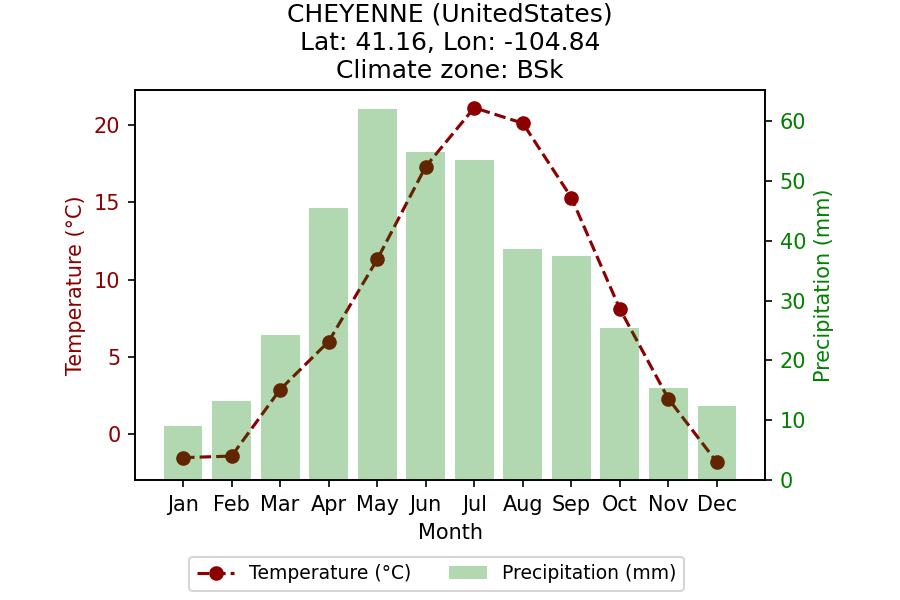 CHEYENNE (UnitedStates)
Lat: 41.16, Lon: -104.84
Climate zone: BSk
Temperature (°C)
20
15
10
5
0
Precipitation (mm)
60
50
40
30
20
10
0
Jan Feb Mar Apr May Jun Jul Aug Sep Oct Nov Dec
Month
Temperature (°C) Precipitation (mm)